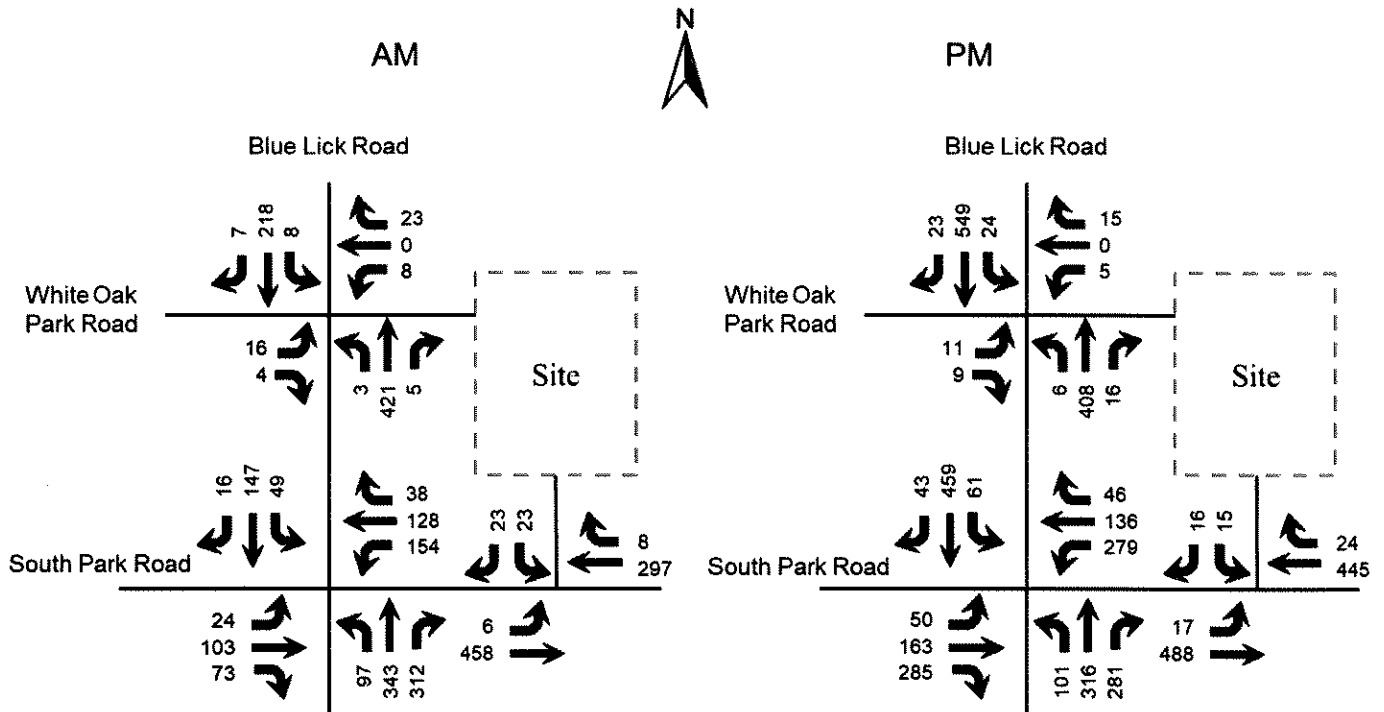 N
AM
PM
Blue Lick Road
Blue Lick Road
7 218 8
23
0
8
23 549 24
15
0
5
White Oak
Park Road
White Oak
Park Road
16
4
3 421 5
Site
11
9
6 408 16
Site
16 147 49
38
128
154
23 23
8
297
43 459 61
46
136
279
16 15
24
445
South Park Road
South Park Road
24
103
73
97 343 312
6
458
50
163
285
101 316 281
17
488